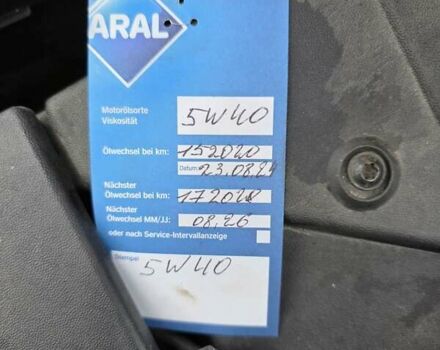 ARAL
Motorölsorte
Viskosität
5W40
Ölwechsel bei km: 152020
Datum 23.08.24
Nächster
Ölwechsel bei km: 172020
Nächster
Ölwechsel MM/JJ: 08.26
oder nach Service-Intervallanzeige
Stempel
5W40